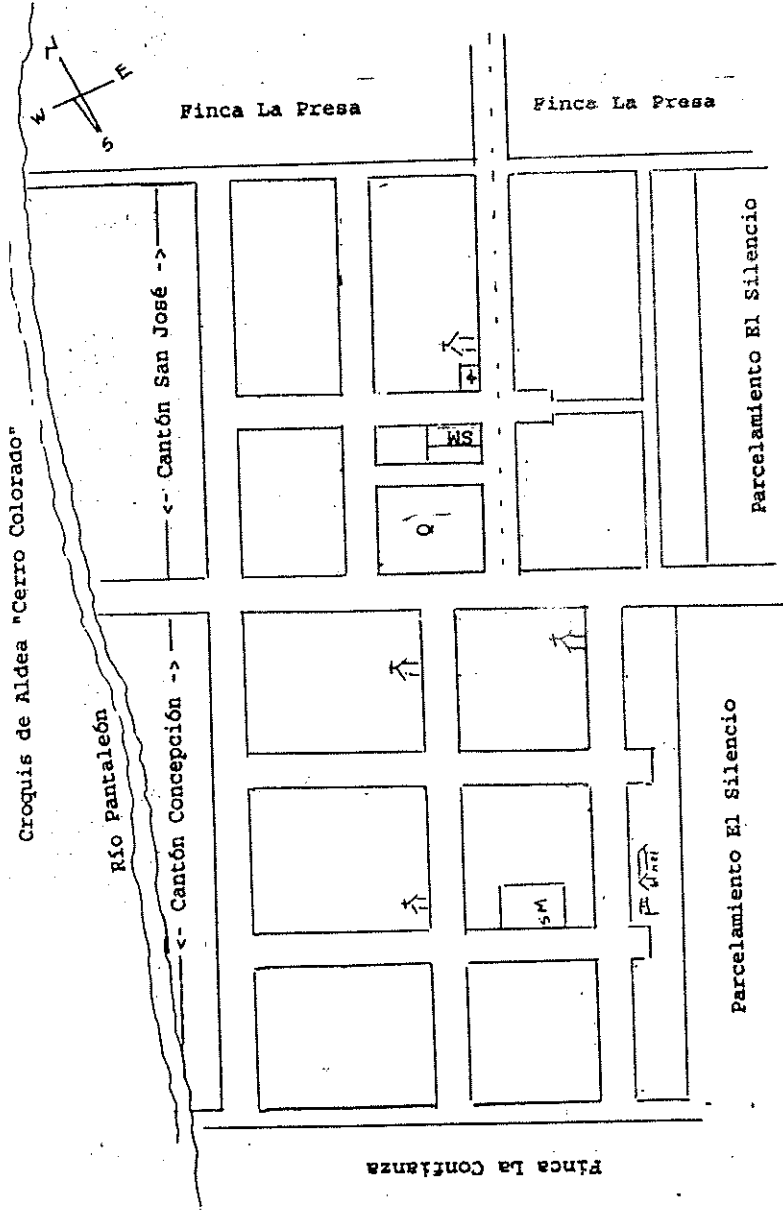 Croquis de Aldea "Cerro Colorado"
N
W
E
S
Finca La Presa
Finca La Presa
Río Pantaleón
<- Cantón San José ->
<- Cantón Concepción ->
SM
Q
SM
Parcelamiento El Silencio
Parcelamiento El Silencio
Finca La Confianza